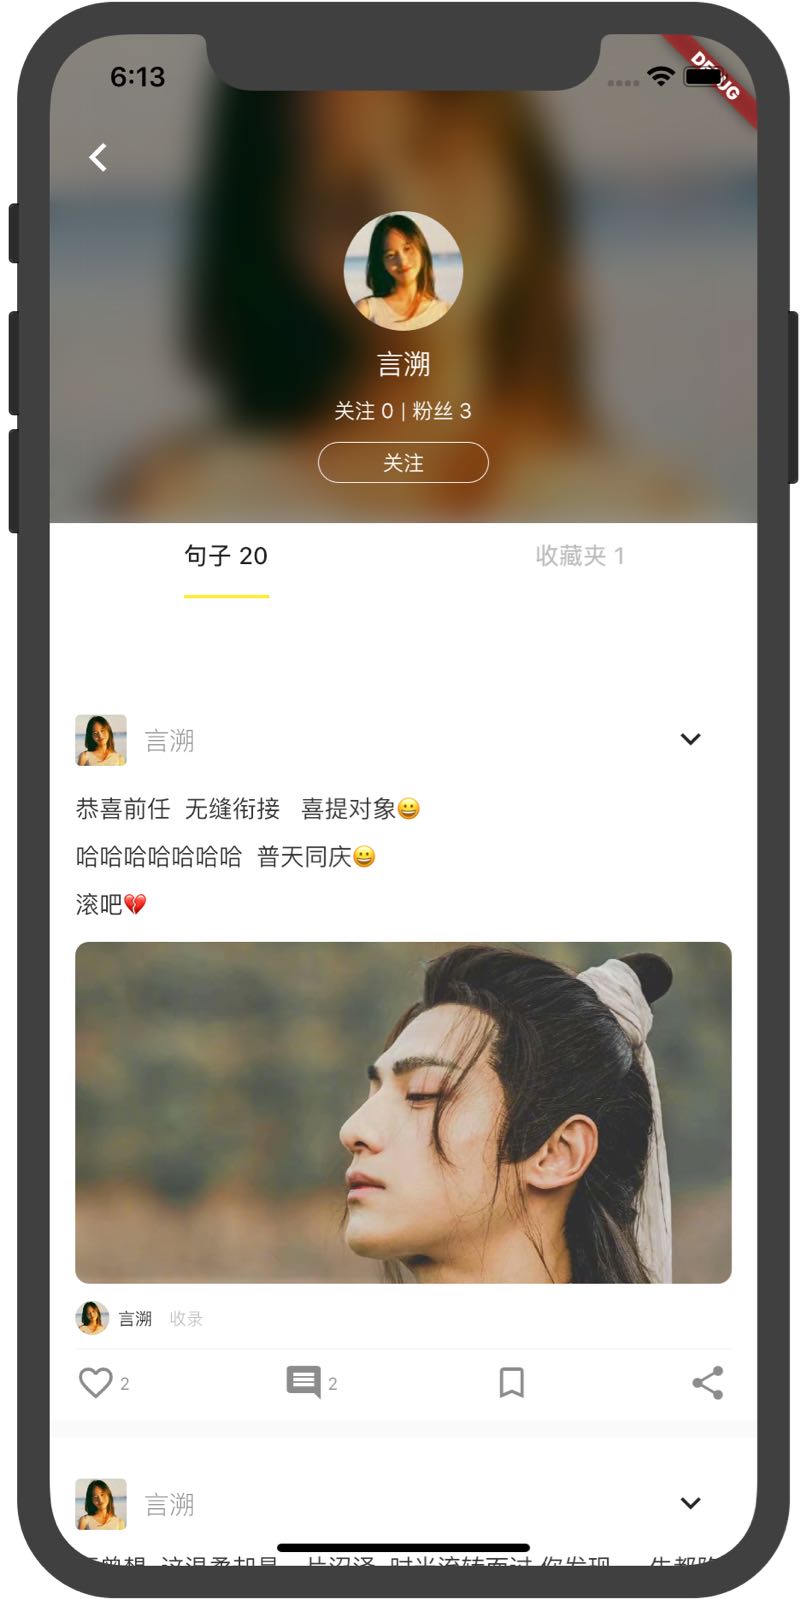 6:13
DEBUG
言溯
关注 0 | 粉丝 3
关注
句子 20
收藏夹 1
言溯
恭喜前任 无缝衔接 喜提对象😀
哈哈哈哈哈哈哈 普天同庆😀
滚吧💔
言溯 收录
2 2
言溯